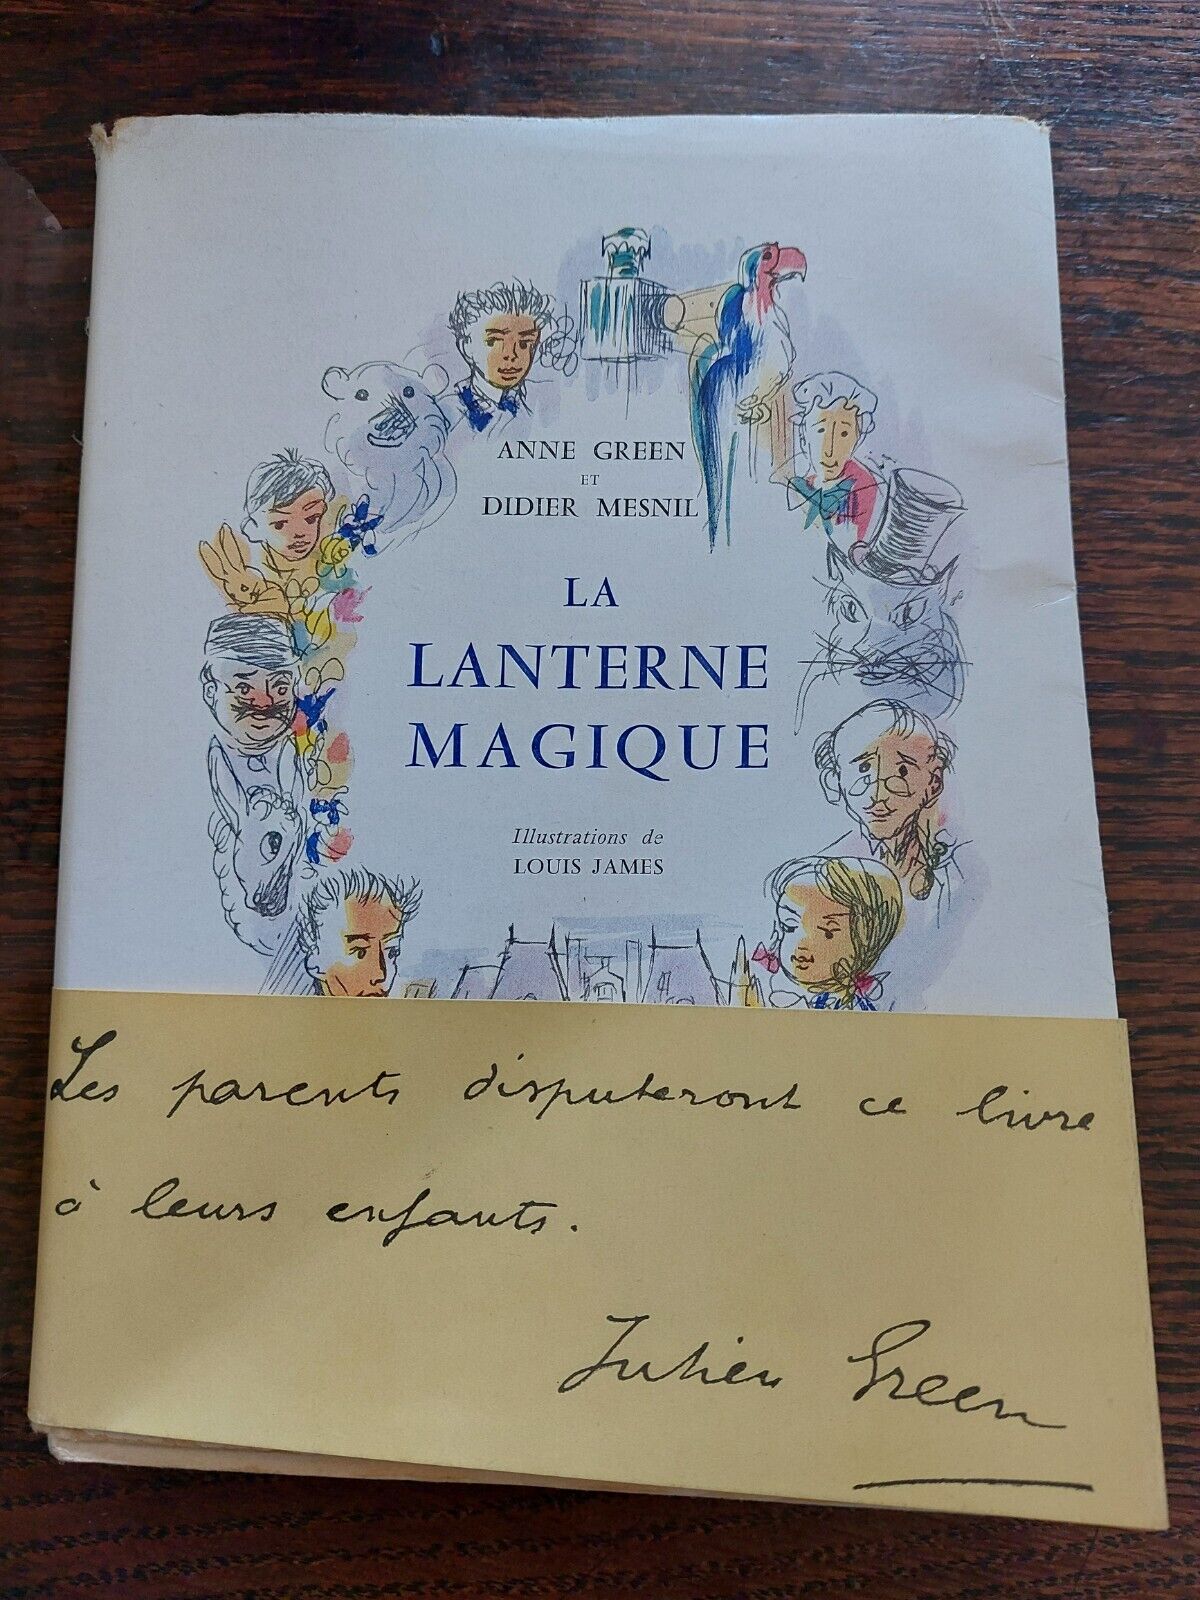 ANNE GREEN
ET
DIDIER MESNIL
LA
LANTERNE
MAGIQUE
Illustrations de
LOUIS JAMES
Les parents disputeront ce livre
à leurs enfants.
Julien Green